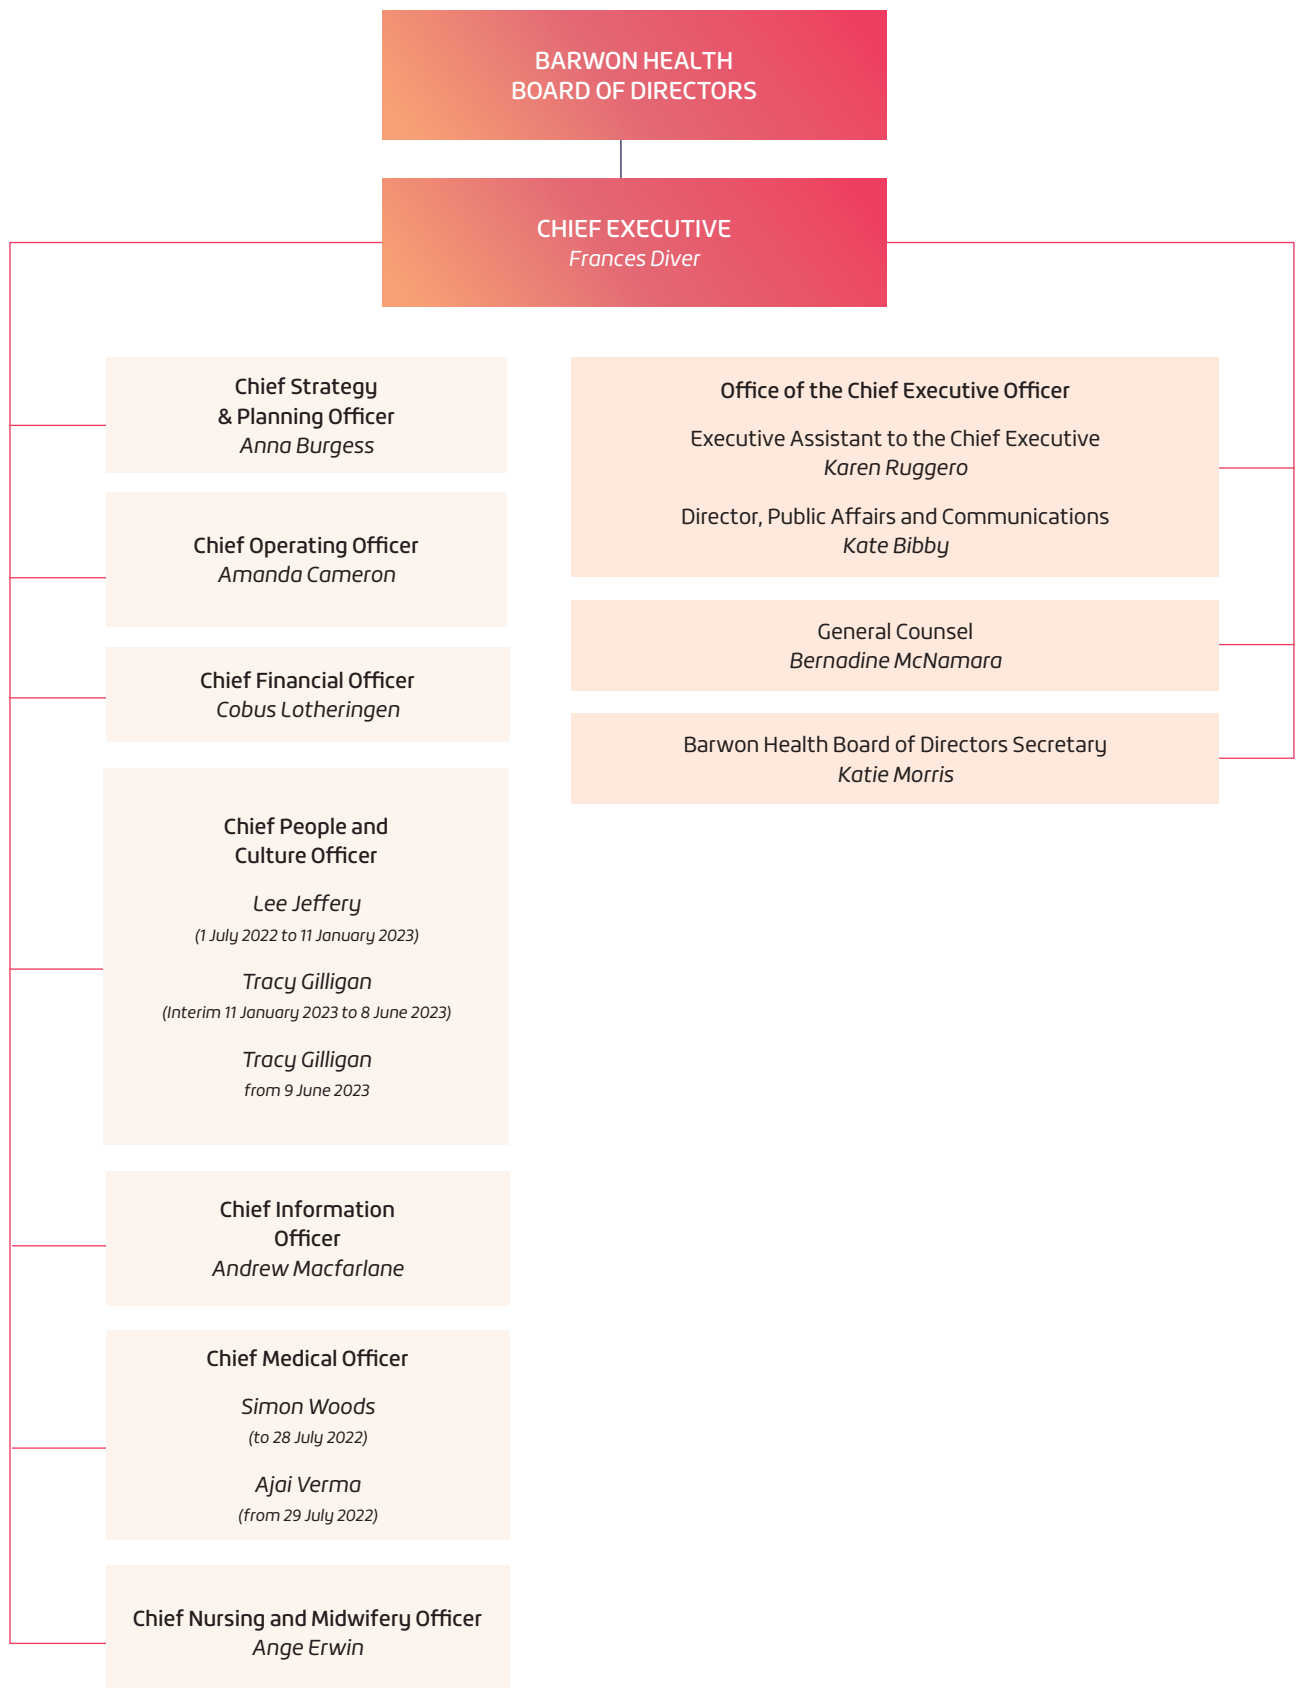 BARWON HEALTH
BOARD OF DIRECTORS
CHIEF EXECUTIVE
Frances Diver
Chief Strategy
& Planning Officer
Anna Burgess
Chief Operating Officer
Amanda Cameron
Chief Financial Officer
Cobus Lotheringen
Chief People and
Culture Officer
Lee Jeffery
(1 July 2022 to 11 January 2023)
Tracy Gilligan
(Interim 11 January 2023 to 8 June 2023)
Tracy Gilligan
from 9 June 2023
Chief Information
Officer
Andrew Macfarlane
Chief Medical Officer
Simon Woods
(to 28 July 2022)
Ajai Verma
(from 29 July 2022)
Chief Nursing and Midwifery Officer
Ange Erwin
Office of the Chief Executive Officer
Executive Assistant to the Chief Executive
Karen Ruggero
Director, Public Affairs and Communications
Kate Bibby
General Counsel
Bernadine McNamara
Barwon Health Board of Directors Secretary
Katie Morris